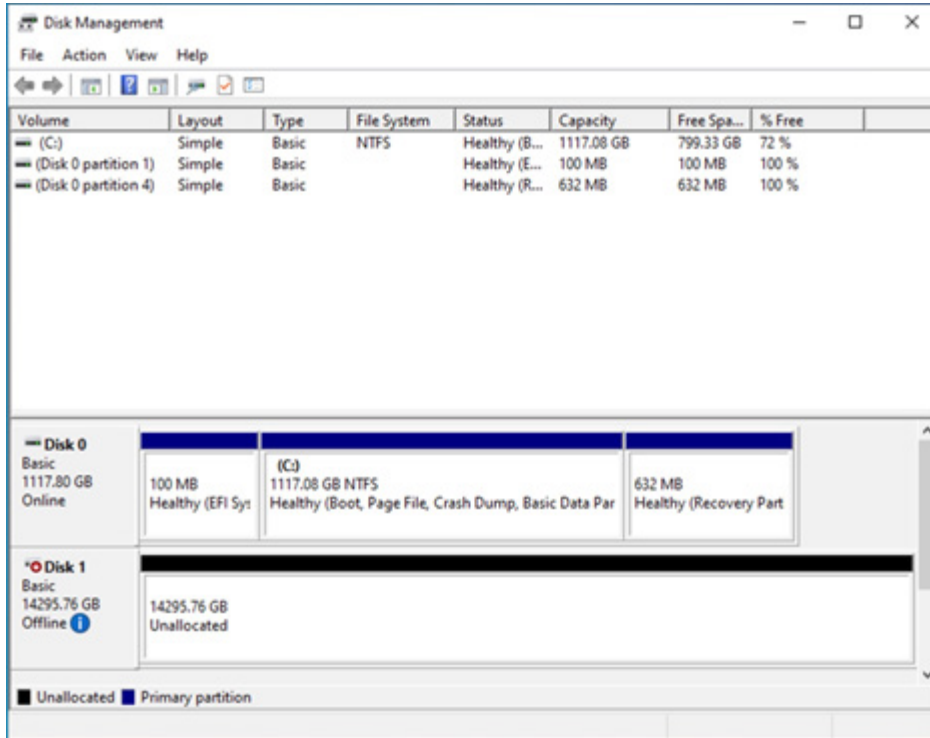 Disk Management
File Action View Help
Volume Layout Type File System Status Capacity Free Spa... % Free
(C:) Simple Basic NTFS Healthy (B... 1117.08 GB 799.33 GB 72 %
(Disk 0 partition 1) Simple Basic Healthy (E... 100 MB 100 MB 100 %
(Disk 0 partition 4) Simple Basic Healthy (R... 632 MB 632 MB 100 %
Disk 0
Basic
1117.80 GB
Online
100 MB
Healthy (EFI Sys
(C:)
1117.08 GB NTFS
Healthy (Boot, Page File, Crash Dump, Basic Data Par
632 MB
Healthy (Recovery Part
Disk 1
Basic
14295.76 GB
Offline
14295.76 GB
Unallocated
Unallocated Primary partition